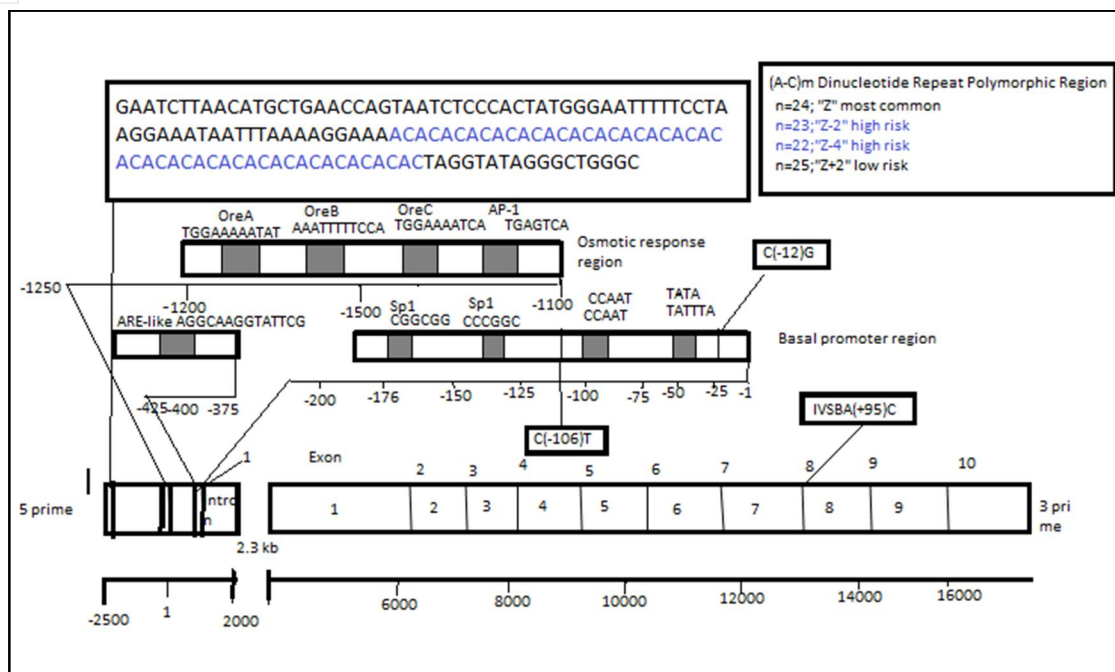 GAATCTTAACATGCTGAACCAGTAATCTCCCACTATGGGAATTTTTCCTA
AGGAAATAATTTAAAAGGAAAACACACACACACACACACACACACACAC
ACACACACACACACACACACACACTAGGTATAGGGCTGGGC
(A-C)m Dinucleotide Repeat Polymorphic Region
n=24; "Z" most common
n=23;"Z-2" high risk
n=22;"Z-4" high risk
n=25;"Z+2" low risk
OreA OreB OreC AP-1
TGGAAAAATAT AAATTTTTCCA TGGAAAATCA TGAGTCA
Osmotic response
region
C(-12)G
-1250
-1200 -1500 -1100
ARE-like AGGCAAGGTATTCG
Sp1 Sp1 CCAAT TATA
CGGCGG CCCGGC CCAAT TATTTA
Basal promoter region
-425 -400 -375
-200 -176 -150 -125 -100 -75 -50 -25 -1
C(-106)T
IVSBA(+95)C
1
Exon 2 3 4 5 6 7 8 9 10
5 prime
Intro
n
1 2 3 4 5 6 7 8 9
3 pri
me
2.3 kb
-2500 1 2000 6000 8000 10000 12000 14000 16000